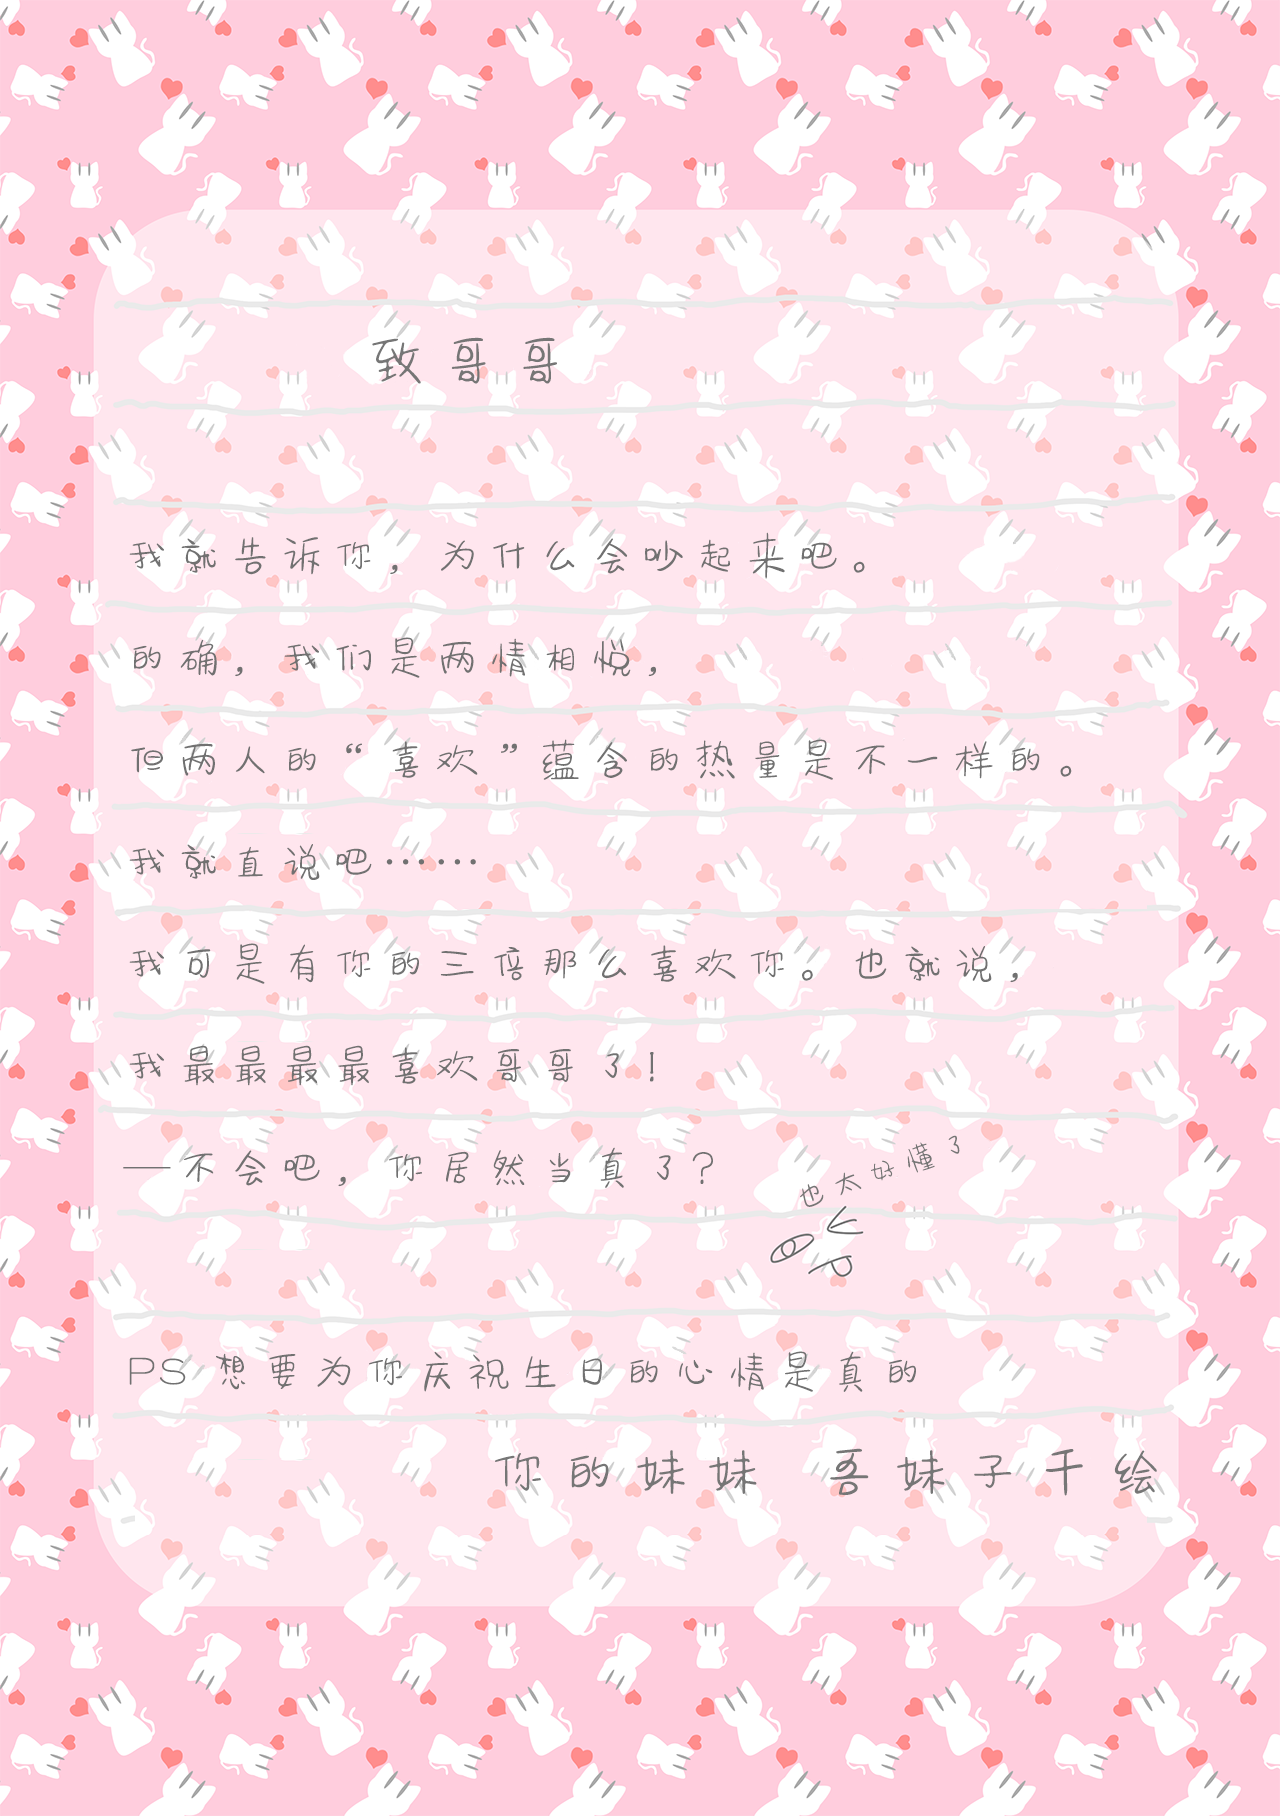 致哥哥
我就告诉你，为什么会吵起来吧。
的确，我们是两情相悦，
但两人的“喜欢”蕴含的热量是不一样的。
我就直说吧……
我可是有你的三倍那么喜欢你。也就说，
我最最最最喜欢哥哥了！
—不会吧，你居然当真了？
也太好懂了
PS 想要为你庆祝生日的心情是真的
你的妹妹 吾妹子千绘